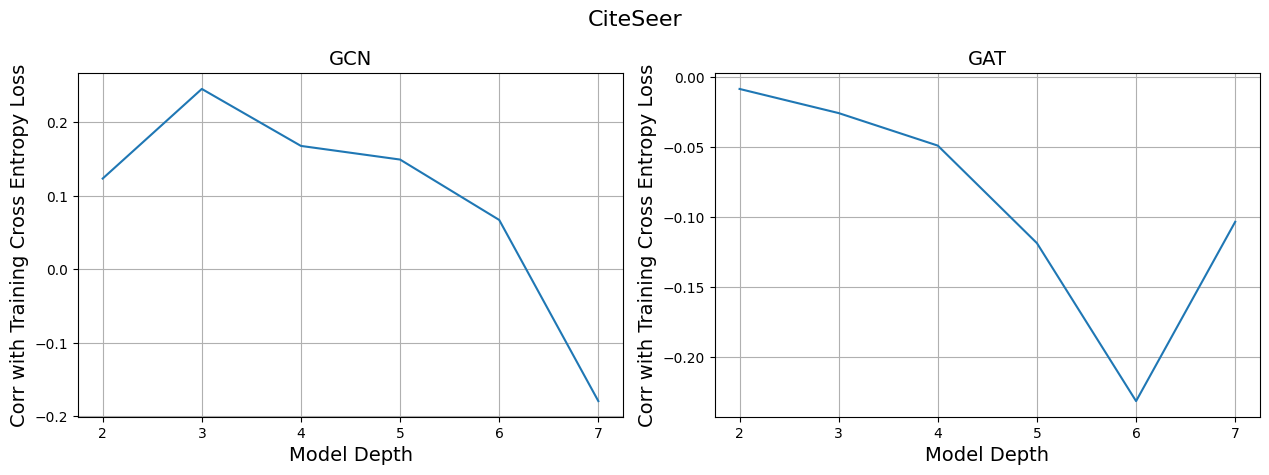 CiteSeer
GCN
Corr with Training Cross Entropy Loss
0.2
0.1
0.0
−0.1
−0.2
2 3 4 5 6 7
Model Depth
GAT
Corr with Training Cross Entropy Loss
0.00
−0.05
−0.10
−0.15
−0.20
2 3 4 5 6 7
Model Depth